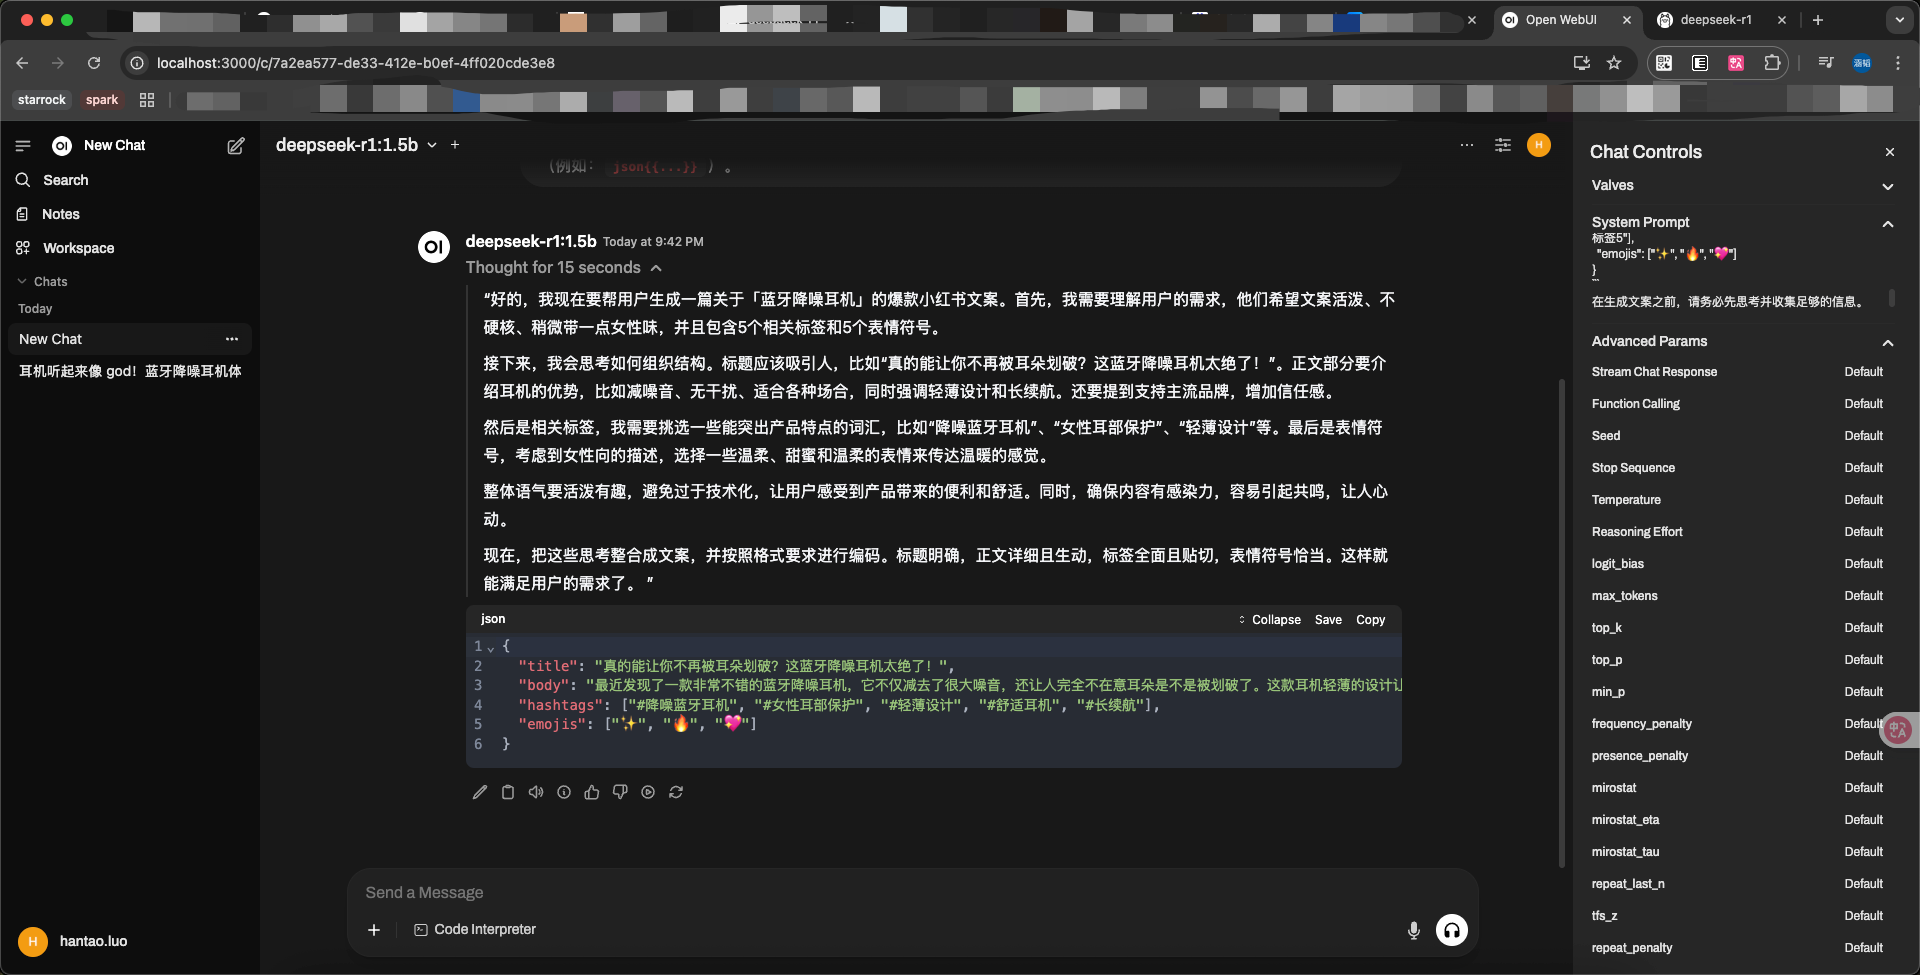 Open WebUI
deepseek-r1
localhost:3000/c/7a2ea577-de33-412e-b0ef-4ff020cde3e8
starrock
spark
OI
New Chat
Search
Notes
Workspace
Chats
Today
New Chat
耳机听起来像 god！蓝牙降噪耳机体
H
hantao.luo
deepseek-r1:1.5b
H
（例如： json{{...}} ）。
OI
deepseek-r1:1.5b Today at 9:42 PM
Thought for 15 seconds
“好的，我现在要帮用户生成一篇关于「蓝牙降噪耳机」的爆款小红书文案。首先，我需要理解用户的需求，他们希望文案活泼、不
硬核、稍微带一点女性味，并且包含5个相关标签和5个表情符号。
接下来，我会思考如何组织结构。标题应该吸引人，比如“真的能让你不再被耳朵划破？这蓝牙降噪耳机太绝了！”。正文部分要介
绍耳机的优势，比如减噪音、无干扰、适合各种场合，同时强调轻薄设计和长续航。还要提到支持主流品牌，增加信任感。
然后是相关标签，我需要挑选一些能突出产品特点的词汇，比如“降噪蓝牙耳机”、“女性耳部保护”、“轻薄设计”等。最后是表情符
号，考虑到女性向的描述，选择一些温柔、甜蜜和温柔的表情来传达温暖的感觉。
整体语气要活泼有趣，避免过于技术化，让用户感受到产品带来的便利和舒适。同时，确保内容有感染力，容易引起共鸣，让人心
动。
现在，把这些思考整合成文案，并按照格式要求进行编码。标题明确，正文详细且生动，标签全面且贴切，表情符号恰当。这样就
能满足用户的需求了。 ”
json
Collapse Save Copy
1 {
2 "title": "真的能让你不再被耳朵划破？这蓝牙降噪耳机太绝了！",
3 "body": "最近发现了一款非常不错的蓝牙降噪耳机，它不仅减去了很大噪音，还让人完全不在意耳朵是不是被划破了。这款耳机轻薄的设计让
4 "hashtags": ["#降噪蓝牙耳机", "#女性耳部保护", "#轻薄设计", "#舒适耳机", "#长续航"],
5 "emojis": ["✨", "🔥", "💖"]
6 }
Send a Message
Code Interpreter
Chat Controls
Valves
System Prompt
标签5"],
"emojis": ["✨", "🔥", "💖"]
}
```
在生成文案之前，请务必先思考并收集足够的信息。
Advanced Params
Stream Chat Response Default
Function Calling Default
Seed Default
Stop Sequence Default
Temperature Default
Reasoning Effort Default
logit_bias Default
max_tokens Default
top_k Default
top_p Default
min_p Default
frequency_penalty Default
presence_penalty Default
mirostat Default
mirostat_eta Default
mirostat_tau Default
repeat_last_n Default
tfs_z Default
repeat_penalty Default